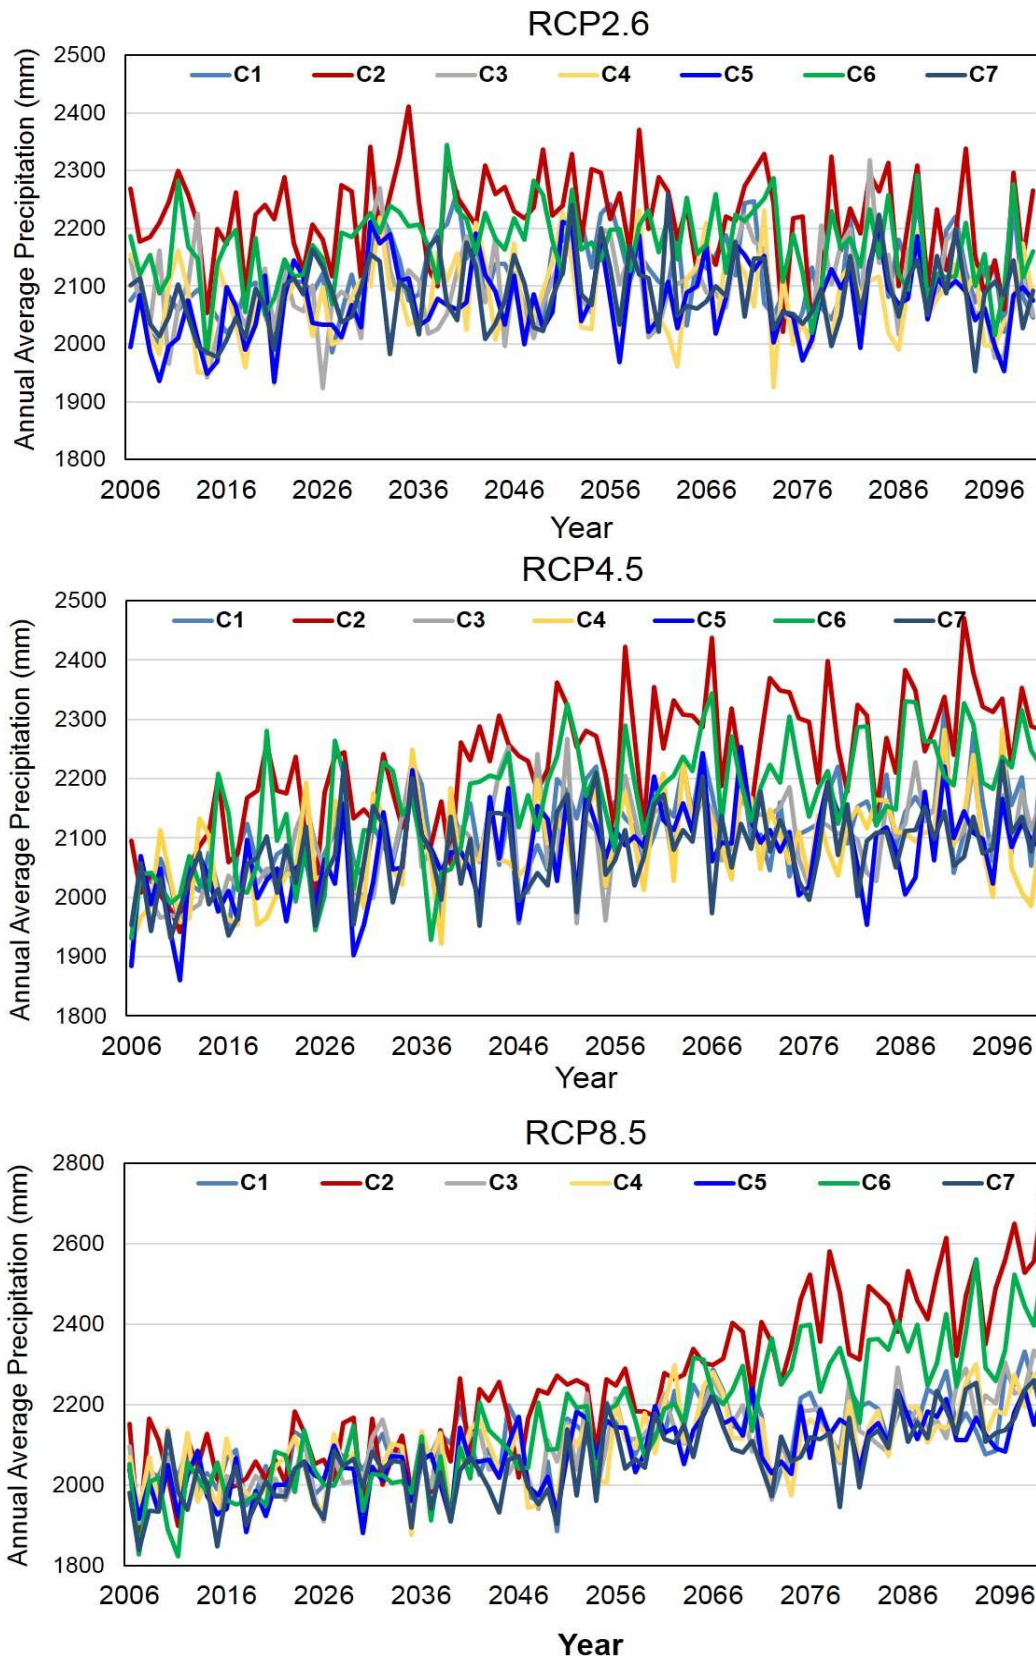 RCP2.6
Annual Average Precipitation (mm)
2500
2400
2300
2200
2100
2000
1900
1800
C1 C2 C3 C4 C5 C6 C7
2006 2016 2026 2036 2046 2056 2066 2076 2086 2096
Year
RCP4.5
Annual Average Precipitation (mm)
2500
2400
2300
2200
2100
2000
1900
1800
C1 C2 C3 C4 C5 C6 C7
2006 2016 2026 2036 2046 2056 2066 2076 2086 2096
Year
RCP8.5
Annual Average Precipitation (mm)
2800
2600
2400
2200
2000
1800
C1 C2 C3 C4 C5 C6 C7
2006 2016 2026 2036 2046 2056 2066 2076 2086 2096
Year